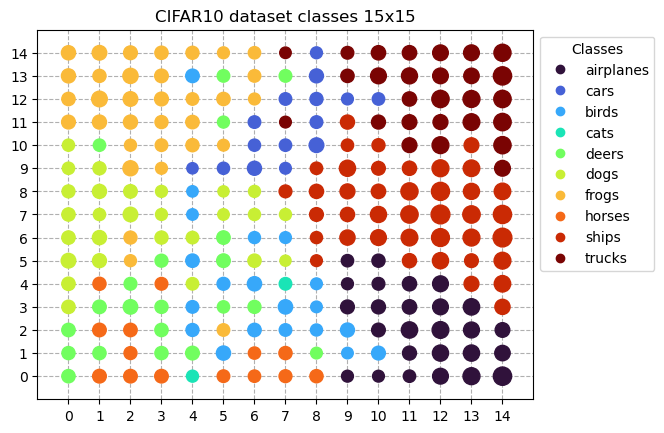 CIFAR10 dataset classes 15x15
14
13
12
11
10
9
8
7
6
5
4
3
2
1
0
0 1 2 3 4 5 6 7 8 9 10 11 12 13 14
Classes
airplanes
cars
birds
cats
deers
dogs
frogs
horses
ships
trucks